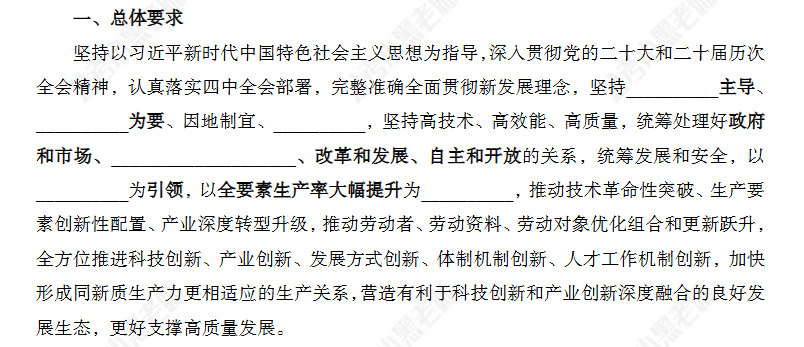 一、总体要求
坚持以习近平新时代中国特色社会主义思想为指导，深入贯彻党的二十大和二十届历次
全会精神，认真落实四中全会部署，完整准确全面贯彻新发展理念，坚持__________主导、
__________为要、因地制宜、__________，坚持高技术、高效能、高质量，统筹处理好政府
和市场、____________________、改革和发展、自主和开放的关系，统筹发展和安全，以
__________为引领，以全要素生产率大幅提升为__________，推动技术革命性突破、生产要
素创新性配置、产业深度转型升级，推动劳动者、劳动资料、劳动对象优化组合和更新跃升，
全方位推进科技创新、产业创新、发展方式创新、体制机制创新、人才工作机制创新，加快
形成同新质生产力更相适应的生产关系，营造有利于科技创新和产业创新深度融合的良好发
展生态，更好支撑高质量发展。